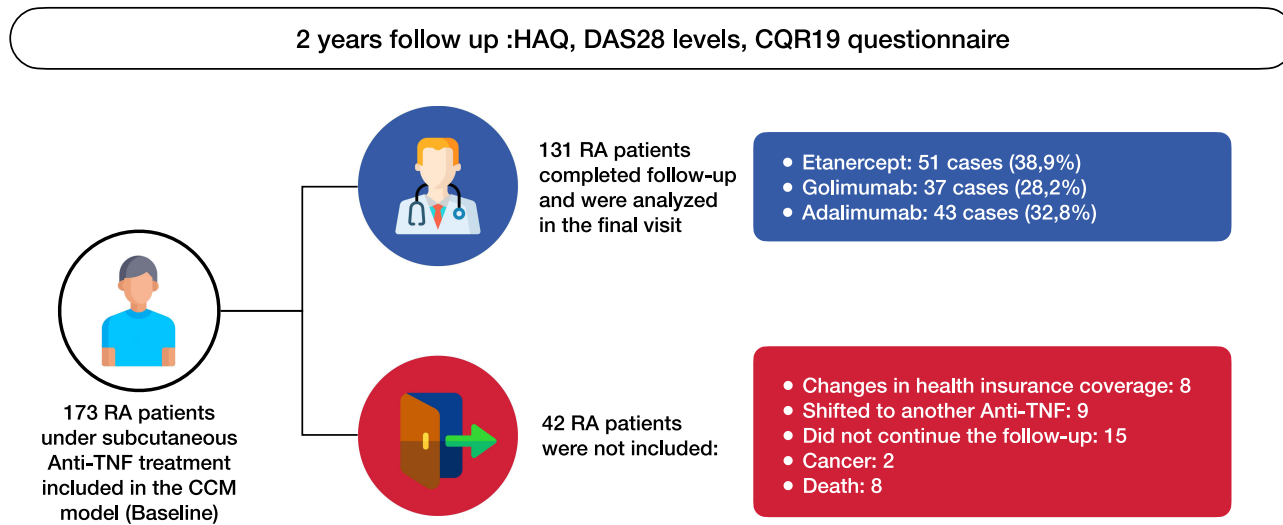 2 years follow up :HAQ, DAS28 levels, CQR19 questionnaire
131 RA patients
completed follow-up
and were analyzed
in the final visit
• Etanercept: 51 cases (38,9%)
• Golimumab: 37 cases (28,2%)
• Adalimumab: 43 cases (32,8%)
173 RA patients
under subcutaneous
Anti-TNF treatment
included in the CCM
model (Baseline)
42 RA patients
were not included:
• Changes in health insurance coverage: 8
• Shifted to another Anti-TNF: 9
• Did not continue the follow-up: 15
• Cancer: 2
• Death: 8